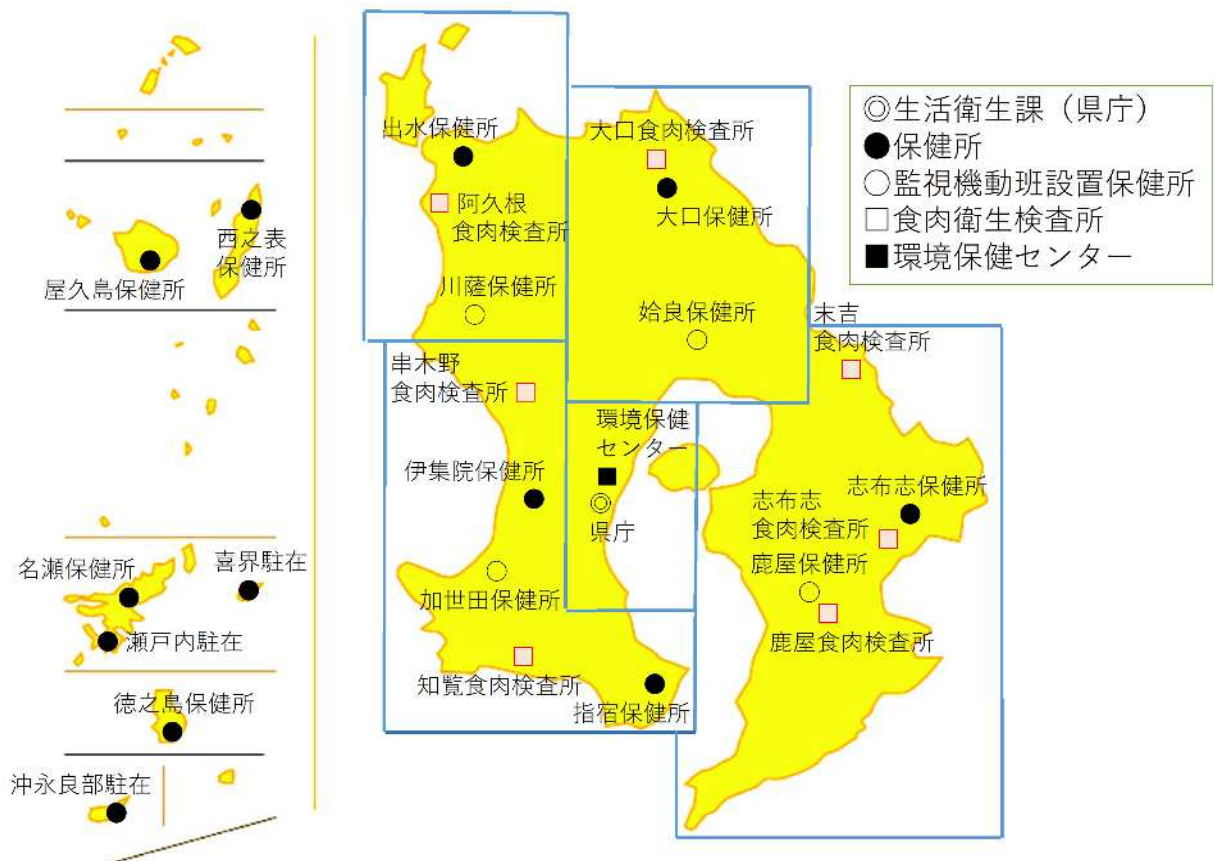 出水保健所
阿久根
食肉検査所
川薩保健所
大口食肉検査所
大口保健所
姶良保健所
◎生活衛生課（県庁）
●保健所
○監視機動班設置保健所
□食肉衛生検査所
■環境保健センター
西之表
保健所
屋久島保健所
串木野
食肉検査所
伊集院保健所
加世田保健所
知覧食肉検査所
指宿保健所
環境保健
センター
県庁
末吉
食肉検査所
志布志保健所
志布志
食肉検査所
鹿屋保健所
鹿屋食肉検査所
名瀬保健所
喜界駐在
瀬戸内駐在
徳之島保健所
沖永良部駐在